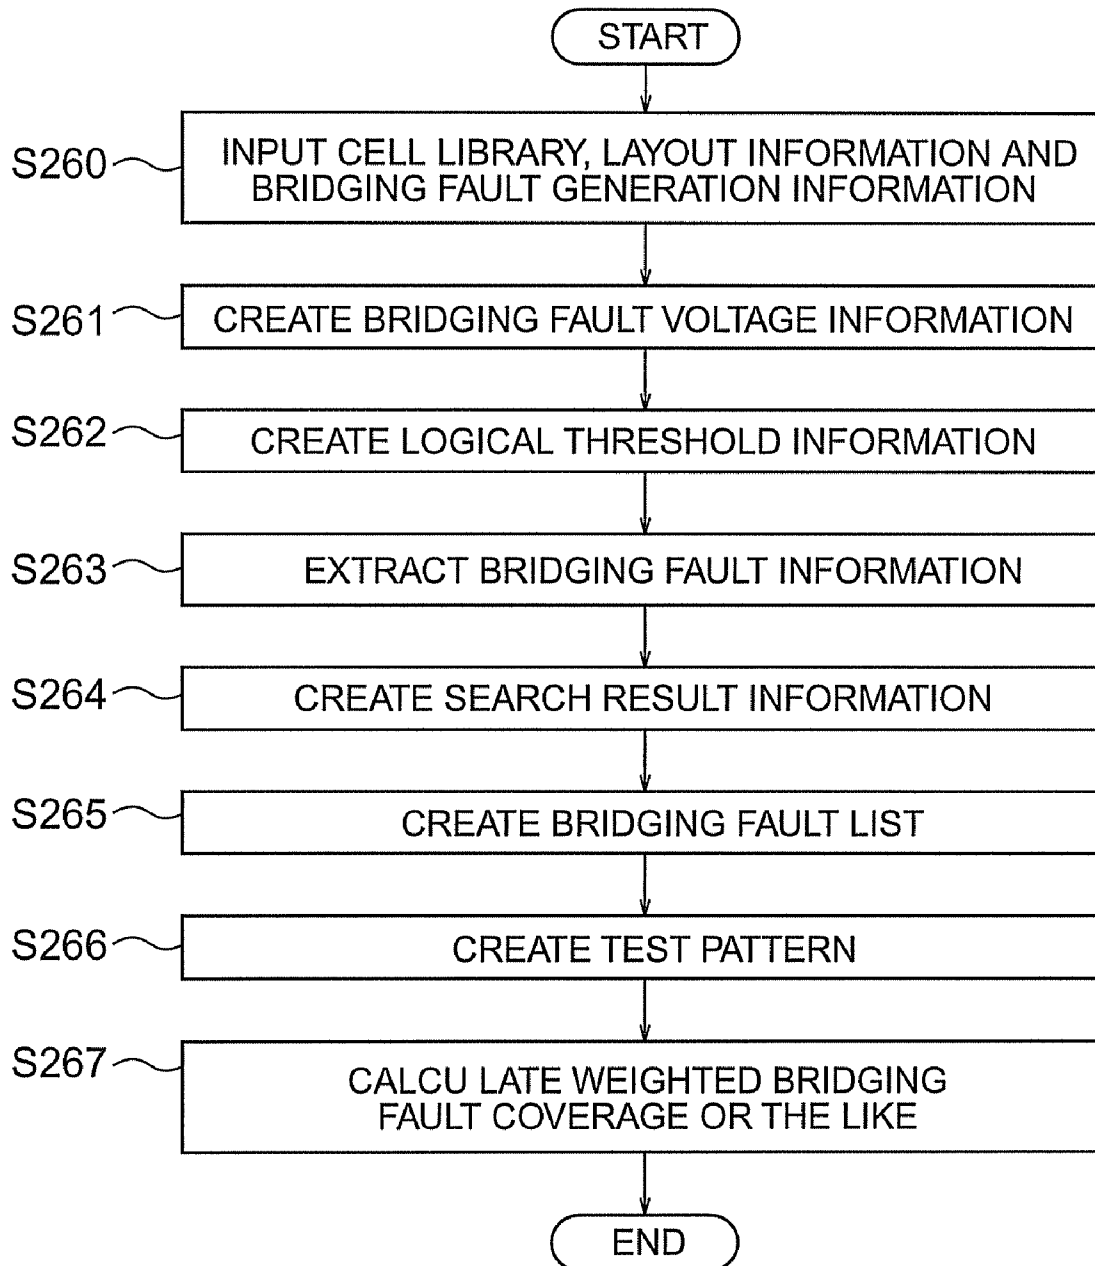 START
S260
INPUT CELL LIBRARY, LAYOUT INFORMATION AND
BRIDGING FAULT GENERATION INFORMATION
S261
CREATE BRIDGING FAULT VOLTAGE INFORMATION
S262
CREATE LOGICAL THRESHOLD INFORMATION
S263
EXTRACT BRIDGING FAULT INFORMATION
S264
CREATE SEARCH RESULT INFORMATION
S265
CREATE BRIDGING FAULT LIST
S266
CREATE TEST PATTERN
S267
CALCU LATE WEIGHTED BRIDGING
FAULT COVERAGE OR THE LIKE
END